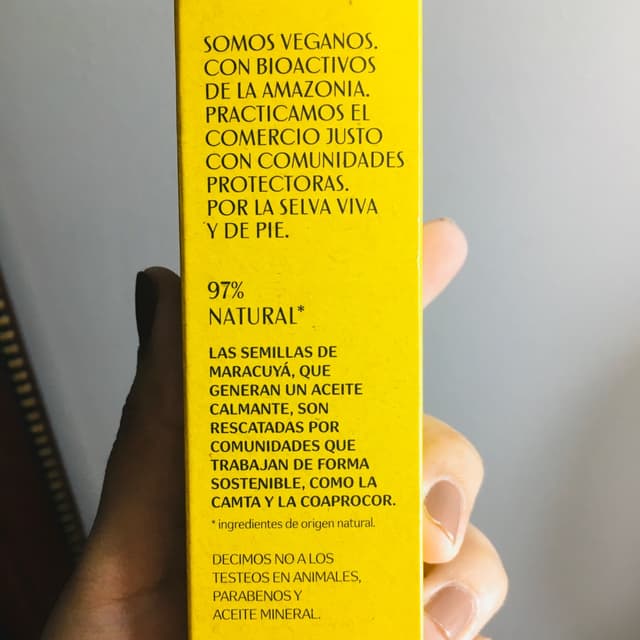 SOMOS VEGANOS.
CON BIOACTIVOS
DE LA AMAZONIA.
PRACTICAMOS EL
COMERCIO JUSTO
CON COMUNIDADES
PROTECTORAS.
POR LA SELVA VIVA
Y DE PIE.
97%
NATURAL*
LAS SEMILLAS DE
MARACUYÁ, QUE
GENERAN UN ACEITE
CALMANTE, SON
RESCATADAS POR
COMUNIDADES QUE
TRABAJAN DE FORMA
SOSTENIBLE, COMO LA
CAMTA Y LA COAPROCOR.
* ingredientes de origen natural.
DECIMOS NO A LOS
TESTEOS EN ANIMALES,
PARABENOS Y
ACEITE MINERAL.